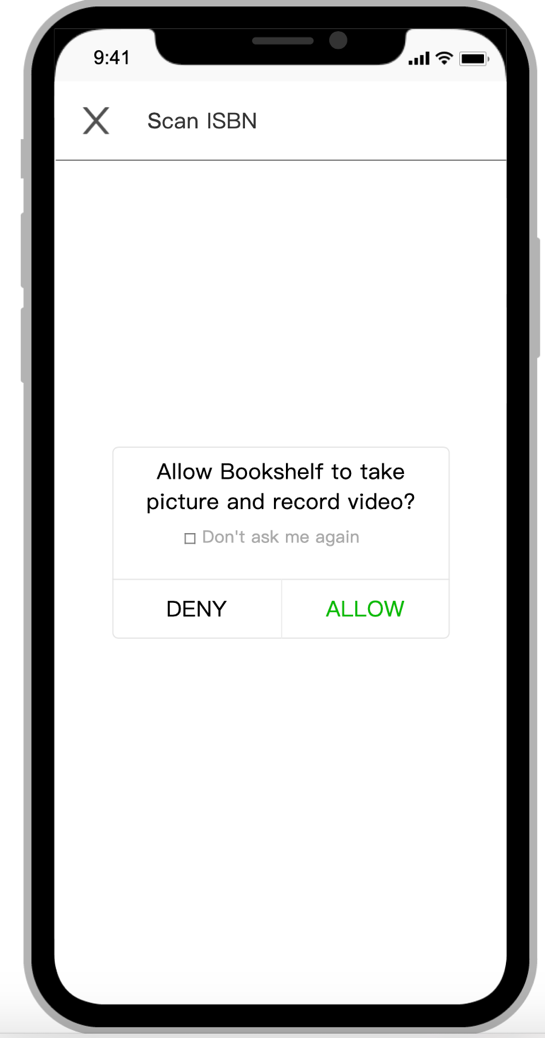 9:41
X Scan ISBN
Allow Bookshelf to take
picture and record video?
Don't ask me again
DENY ALLOW